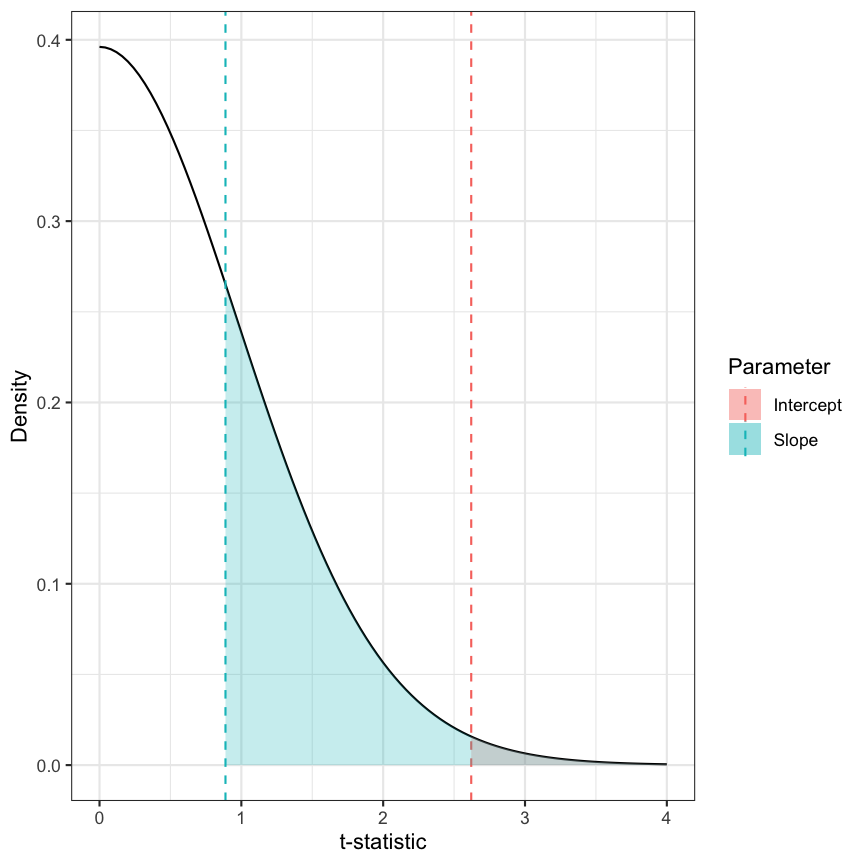 0.4
0.3
0.2
0.1
0.0
Density
0 1 2 3 4
t-statistic
Parameter
Intercept
Slope